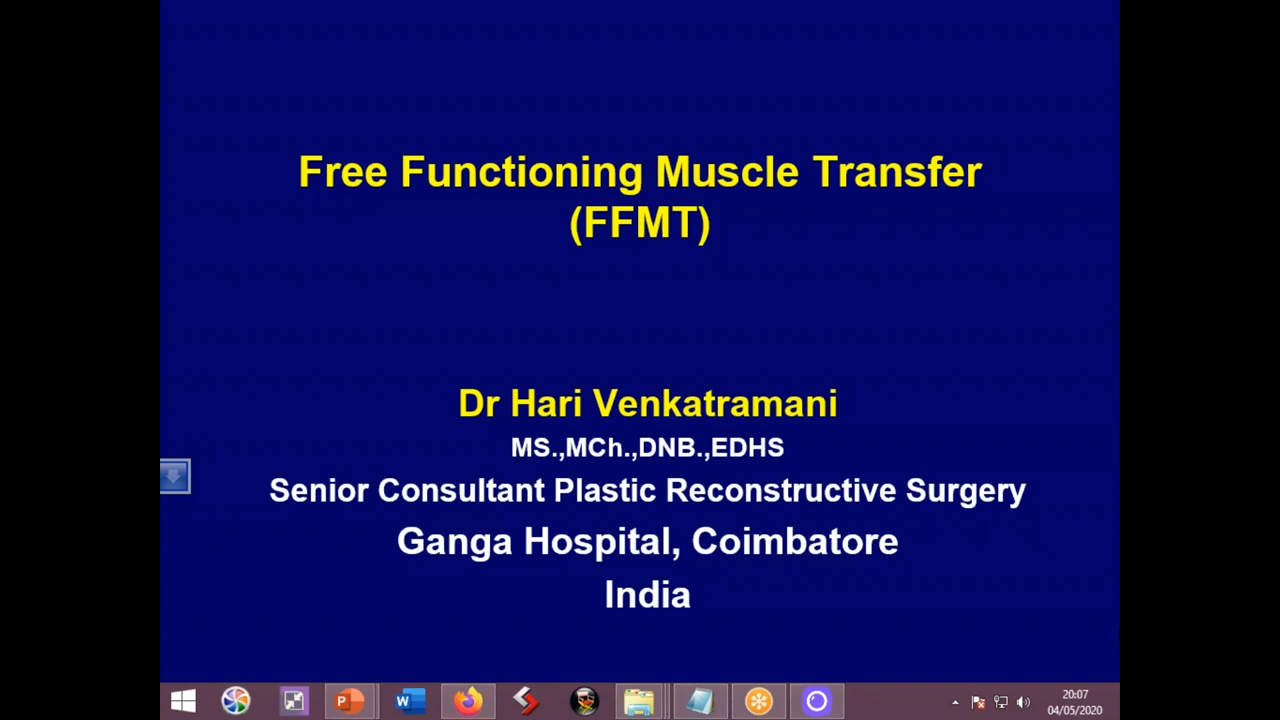 Free Functioning Muscle Transfer
(FFMT)
Dr Hari Venkatramani
MS.,MCh.,DNB.,EDHS
Senior Consultant Plastic Reconstructive Surgery
Ganga Hospital, Coimbatore
India
P
W
20:07
04/05/2020